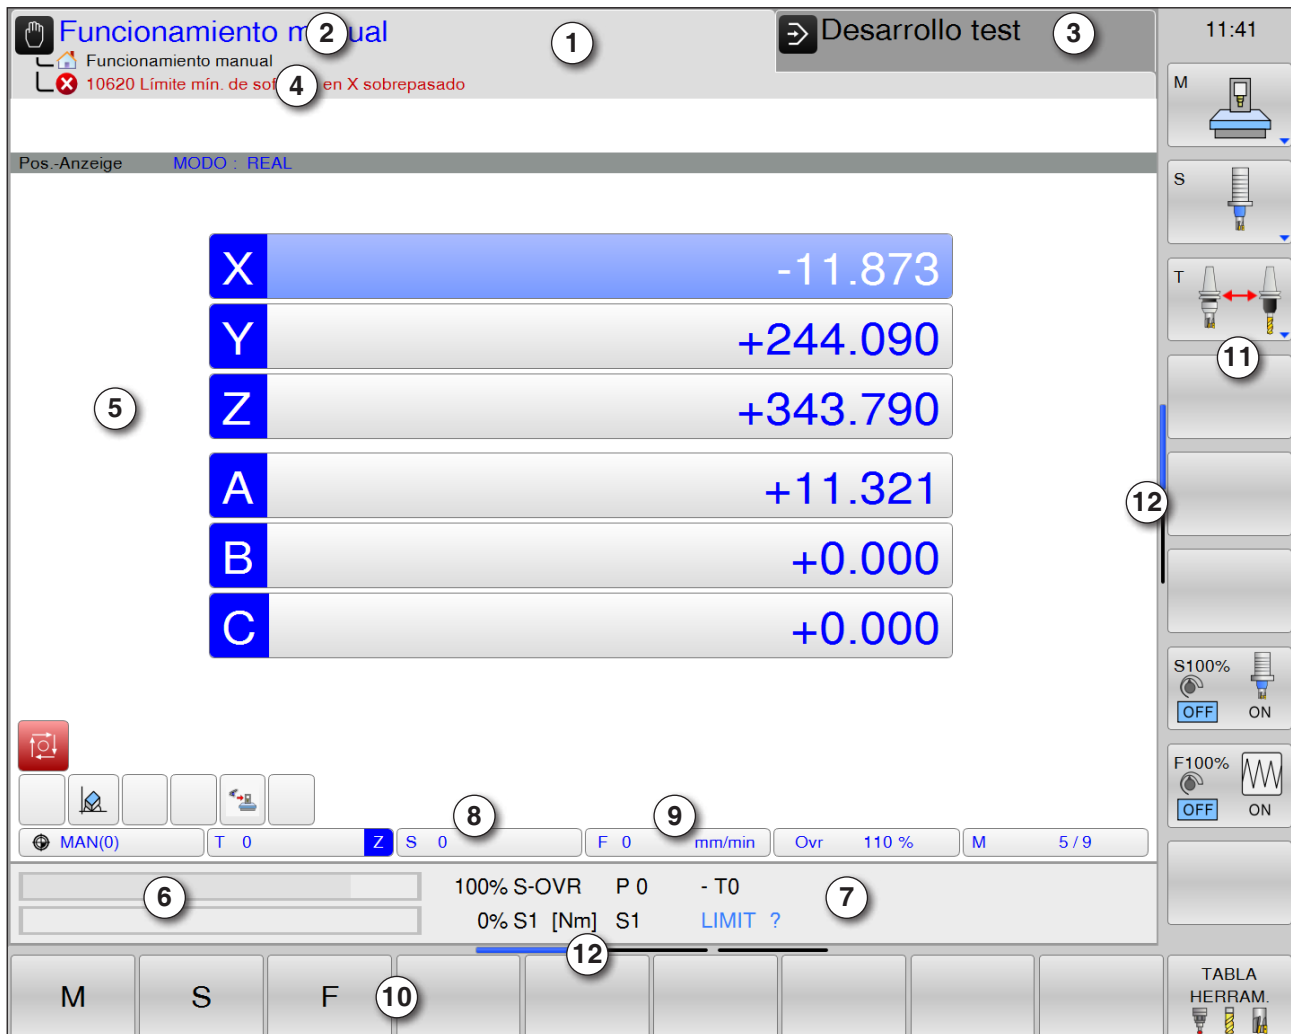 Funcionamiento m ual
2
1
Desarrollo test
3
11:41
Funcionamiento manual
10620 Límite mín. de sof en X sobrepasado
4
M
Pos.-Anzeige MODO : REAL
S
X -11.873
T
Y +244.090
11
Z +343.790
5
A +11.321
12
B +0.000
C +0.000
S100%
OFF ON
F100%
OFF ON
8
9
MAN(0) T 0 Z S 0 F 0 mm/min Ovr 110 % M 5 / 9
100% S-OVR P 0 - T0
6
7
0% S1 [Nm] S1 LIMIT ?
12
M S F
10
TABLA
HERRAM.